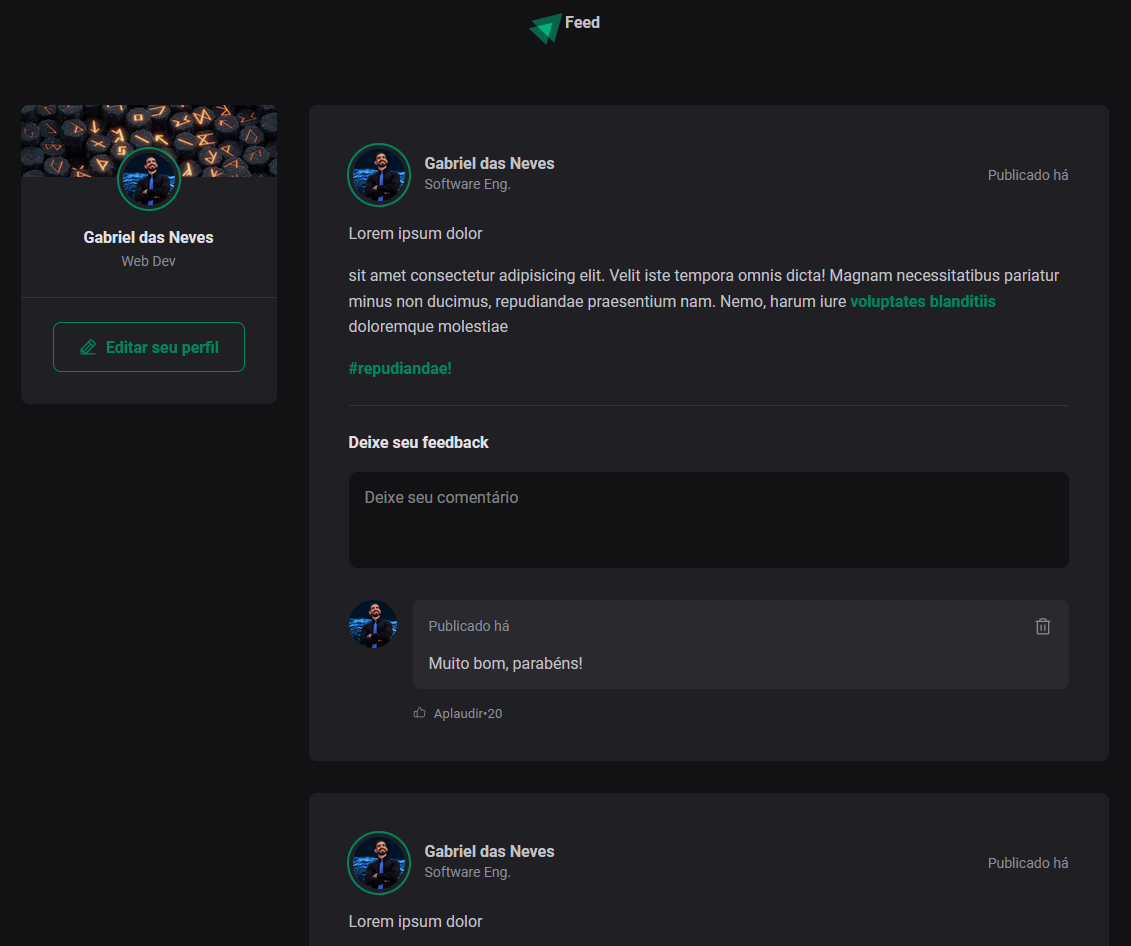 Feed
Gabriel das Neves
Web Dev
Editar seu perfil
Gabriel das Neves
Software Eng.
Publicado há
Lorem ipsum dolor
sit amet consectetur adipisicing elit. Velit iste tempora omnis dicta! Magnam necessitatibus pariatur
minus non ducimus, repudiandae praesentium nam. Nemo, harum iure voluptates blanditiis
doloremque molestiae
#repudiandae!
Deixe seu feedback
Deixe seu comentário
Publicado há
Muito bom, parabéns!
Aplaudir•20
Gabriel das Neves
Software Eng.
Publicado há
Lorem ipsum dolor